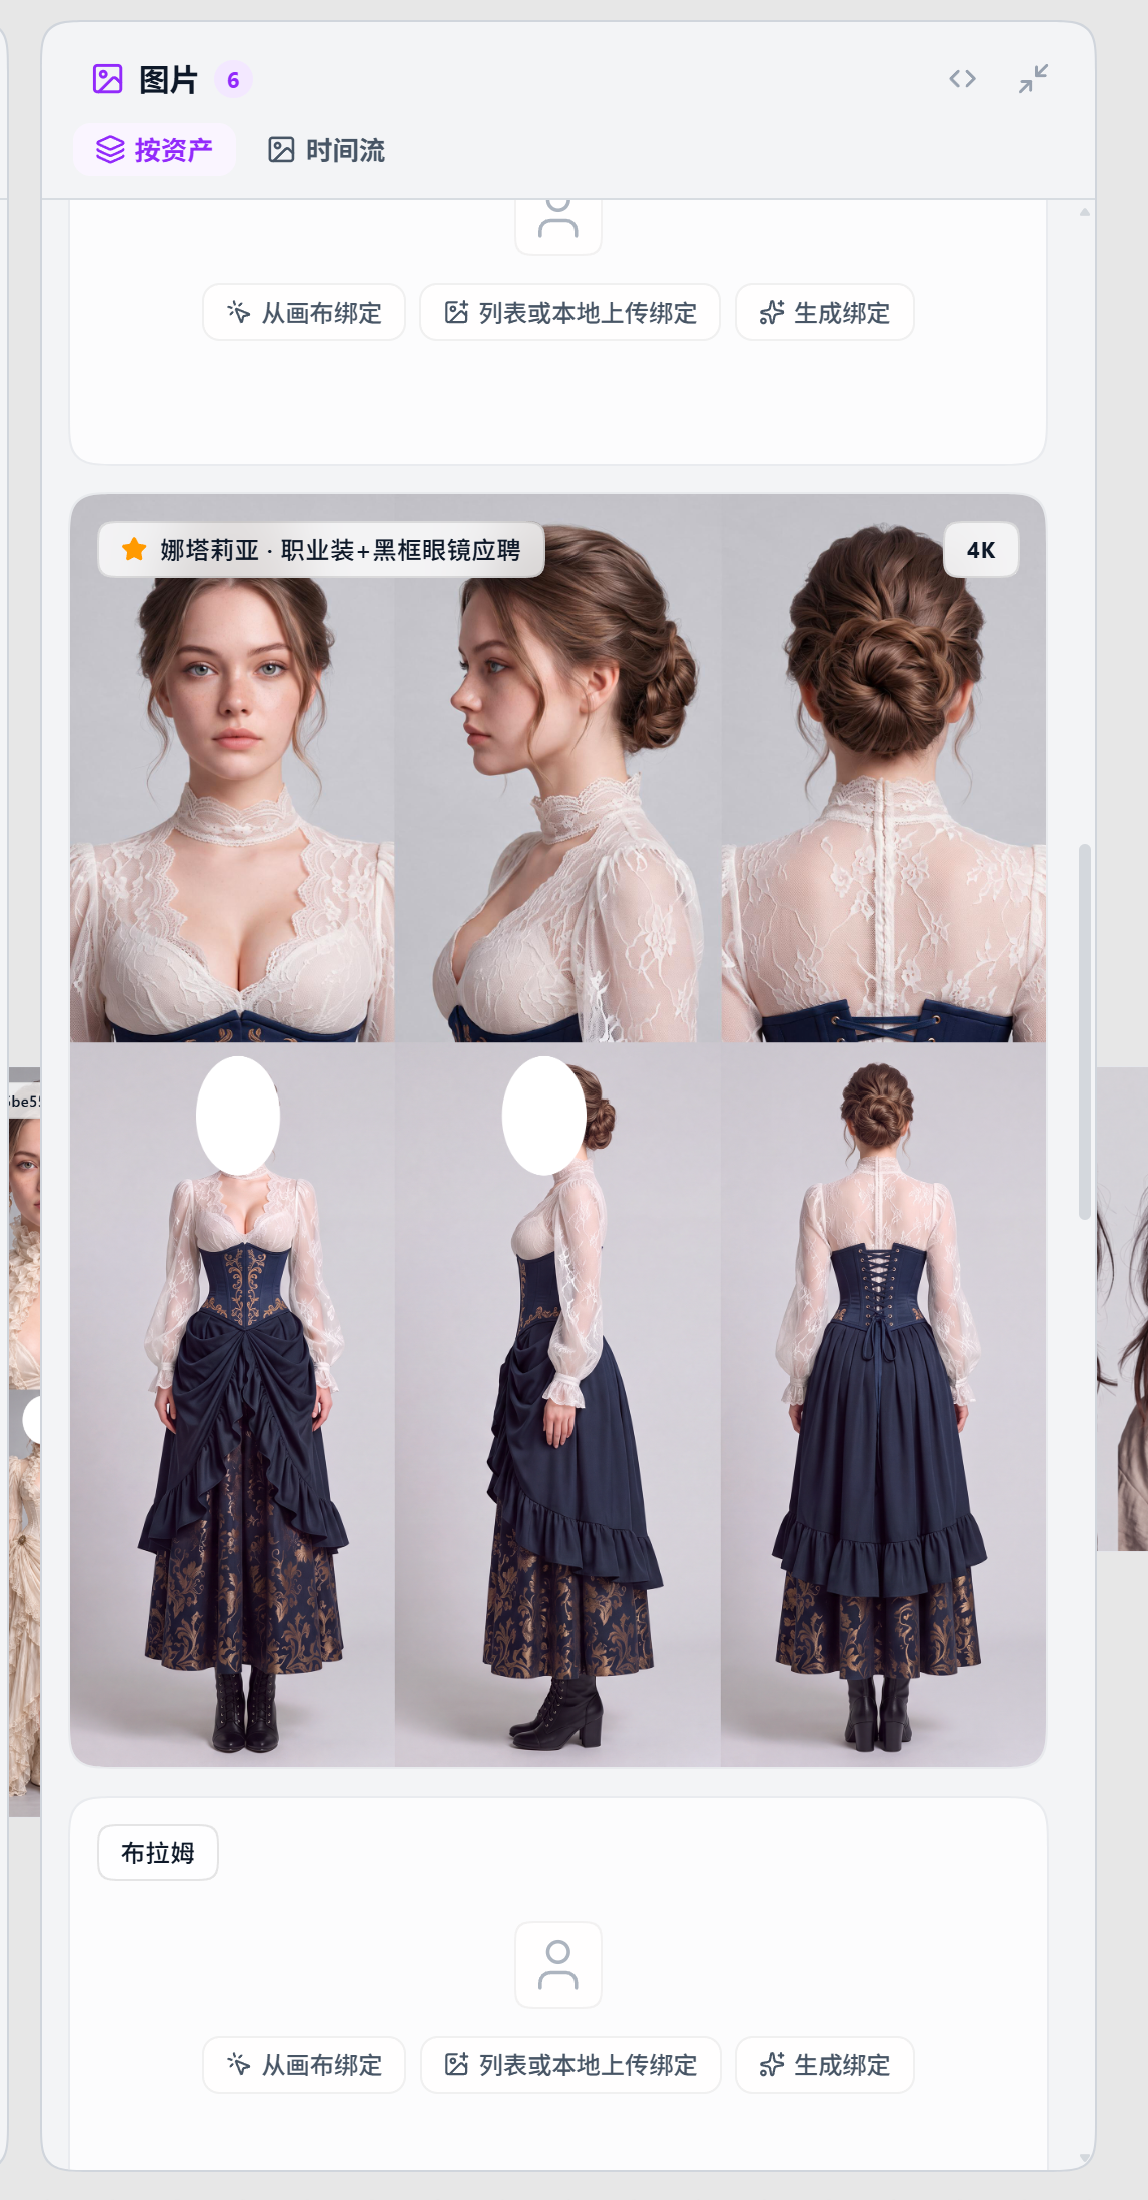 图片 6
按资产 时间流
从画布绑定 列表或本地上传绑定 生成绑定
娜塔莉亚 · 职业装+黑框眼镜应聘 4K
布拉姆
从画布绑定 列表或本地上传绑定 生成绑定